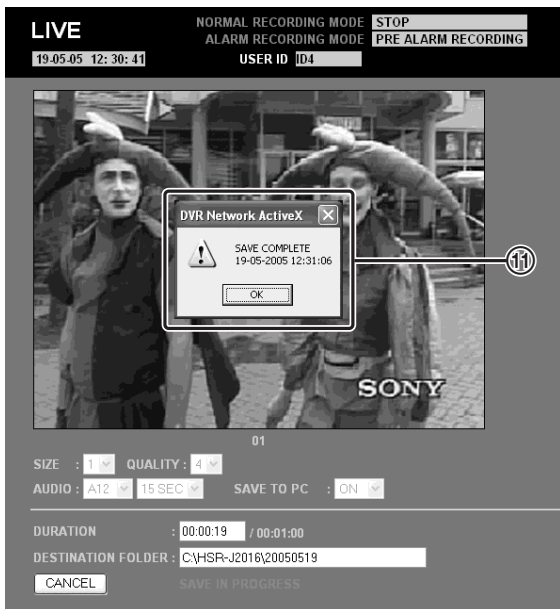 LIVE
NORMAL RECORDING MODE STOP
ALARM RECORDING MODE PRE ALARM RECORDING
19-05-05 12:30:41
USER ID ID4
DVR Network ActiveX
SAVE COMPLETE
19-05-2005 12:31:06
OK
⑪
SONY
01
SIZE : 1 QUALITY : 4
AUDIO : A12 15 SEC SAVE TO PC : ON
DURATION : 00:00:19 / 00:01:00
DESTINATION FOLDER : C:\HSR-J2016\20050519
CANCEL SAVE IN PROGRESS